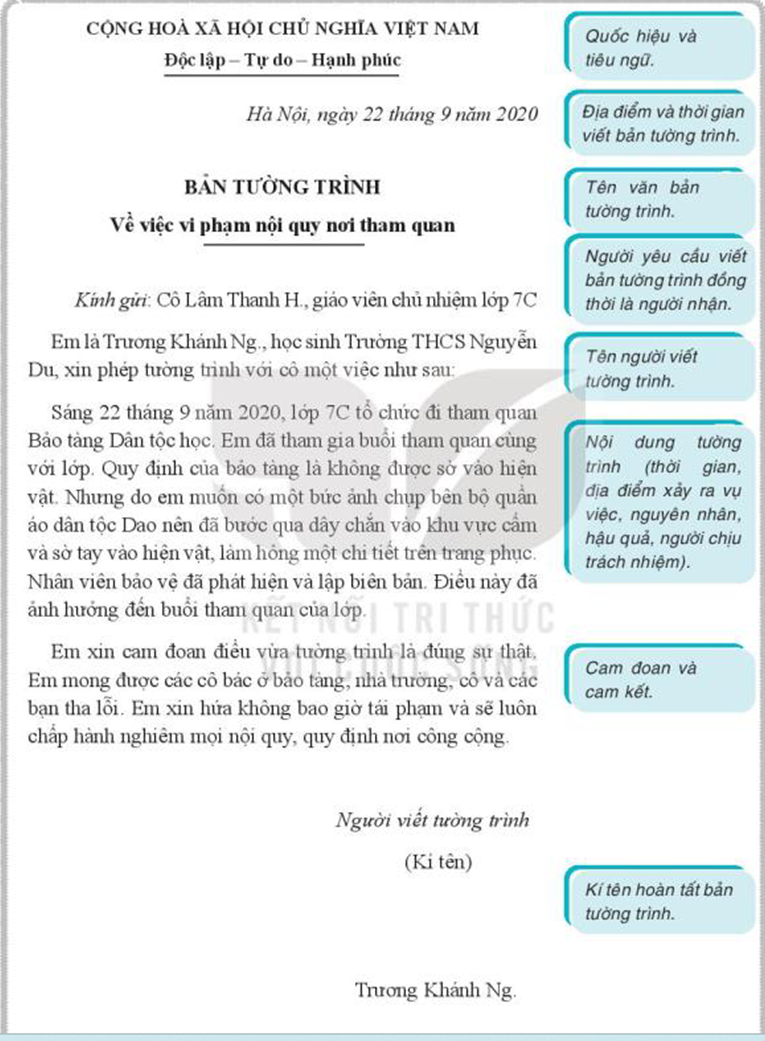 CỘNG HOÀ XÃ HỘI CHỦ NGHĨA VIỆT NAM
Độc lập – Tự do – Hạnh phúc
Quốc hiệu và
tiêu ngữ.
Hà Nội, ngày 22 tháng 9 năm 2020
Địa điểm và thời gian
viết bản tường trình.
BẢN TƯỜNG TRÌNH
Về việc vi phạm nội quy nơi tham quan
Tên văn bản
tường trình.
Kính gửi: Cô Lâm Thanh H., giáo viên chủ nhiệm lớp 7C
Người yêu cầu viết
bản tường trình đồng
thời là người nhận.
Em là Trương Khánh Ng., học sinh Trường THCS Nguyễn
Du, xin phép tường trình với cô một việc như sau:
Tên người viết
tường trình.
Sáng 22 tháng 9 năm 2020, lớp 7C tổ chức đi tham quan
Bảo tàng Dân tộc học. Em đã tham gia buổi tham quan cùng
với lớp. Quy định của bảo tàng là không được sờ vào hiện
vật. Nhưng do em muốn có một bức ảnh chụp bên bộ quần
áo dân tộc Dao nên đã bước qua dây chắn vào khu vực cấm
và sờ tay vào hiện vật, làm hỏng một chi tiết trên trang phục.
Nhân viên bảo vệ đã phát hiện và lập biên bản. Điều này đã
ảnh hưởng đến buổi tham quan của lớp.
Nội dung tường
trình (thời gian,
địa điểm xảy ra vụ
việc, nguyên nhân,
hậu quả, người chịu
trách nhiệm).
KẾT NỐI TRI THỨC
VỚI CUỘC SỐNG
Em xin cam đoan điều vừa tường trình là đúng sự thật.
Em mong được các cô bác ở bảo tàng, nhà trường, cô và các
bạn tha lỗi. Em xin hứa không bao giờ tái phạm và sẽ luôn
chấp hành nghiêm mọi nội quy, quy định nơi công cộng.
Cam đoan và
cam kết.
Người viết tường trình
(Kí tên)
Kí tên hoàn tất bản
tường trình.
Trương Khánh Ng.